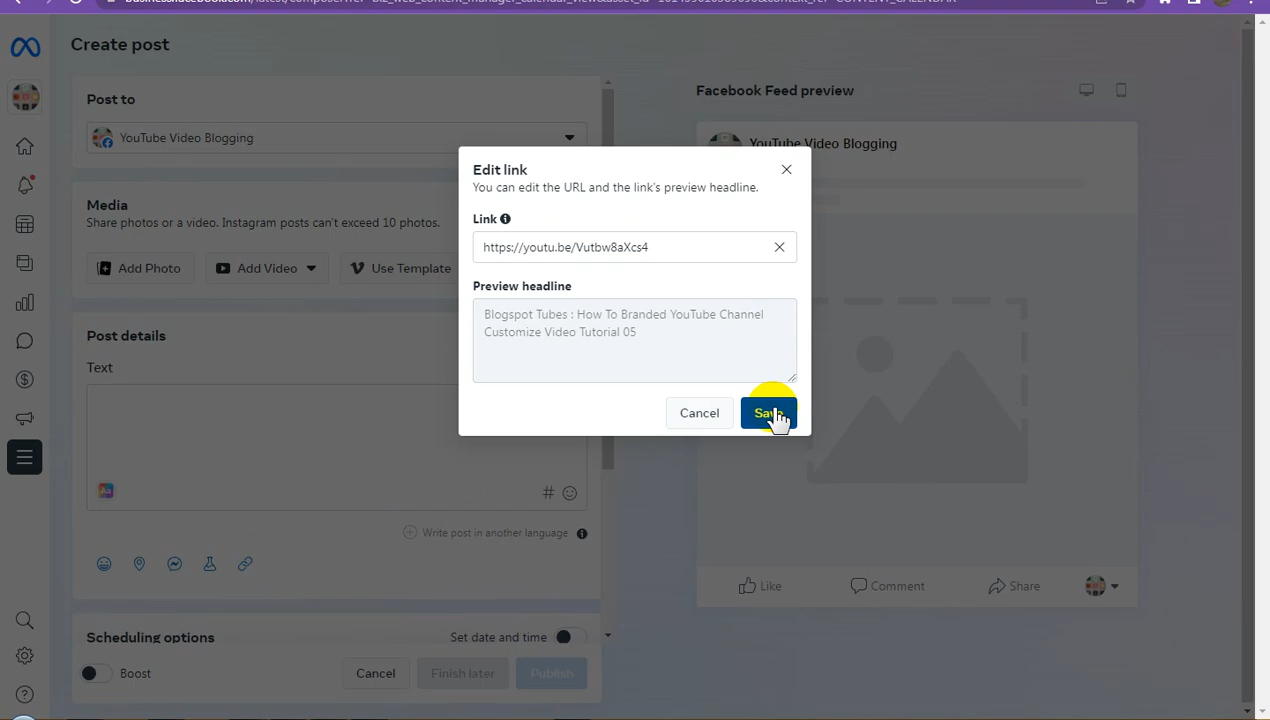 Create post
Post to
YouTube Video Blogging
Media
Share photos or a video. Instagram posts can't exceed 10 photos.
Add Photo
Add Video
Use Template
Post details
Text
Write post in another language
Scheduling options
Set date and time
Boost
Cancel
Finish later
Publish
Edit link
You can edit the URL and the link's preview headline.
Link
https://youtu.be/Vutbw8aXcs4
Preview headline
Blogspot Tubes : How To Branded YouTube Channel
Customize Video Tutorial 05
Cancel
Save
Facebook Feed preview
YouTube Video Blogging
Like
Comment
Share